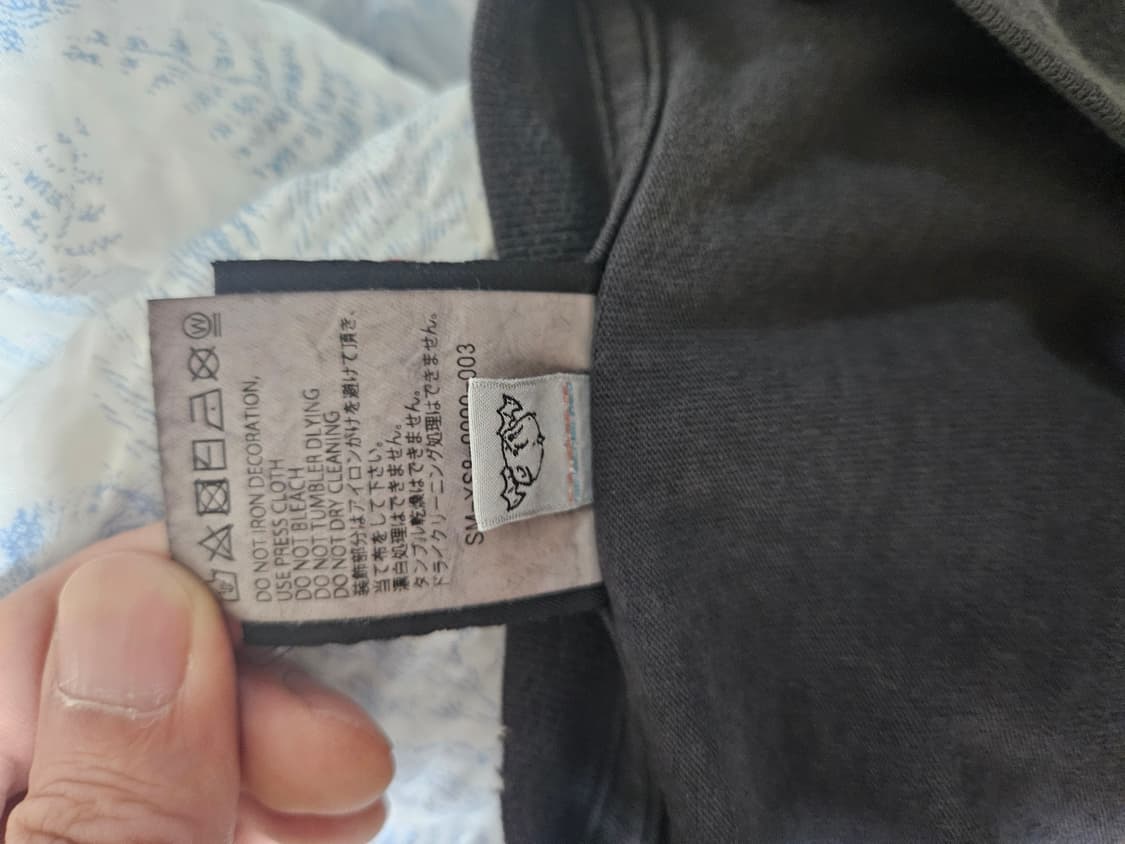 DO NOT IRON DECORATION,
USE PRESS CLOTH
DO NOT BLEACH
DO NOT TUMBLER DLYING
DO NOT DRY CLEANING
装飾部分はアイロンがけを避けて頂き、
当て布をして下さい。
漂白処理はできません。
タンブル乾燥はできません。
ドライクリーニング処理はできません。